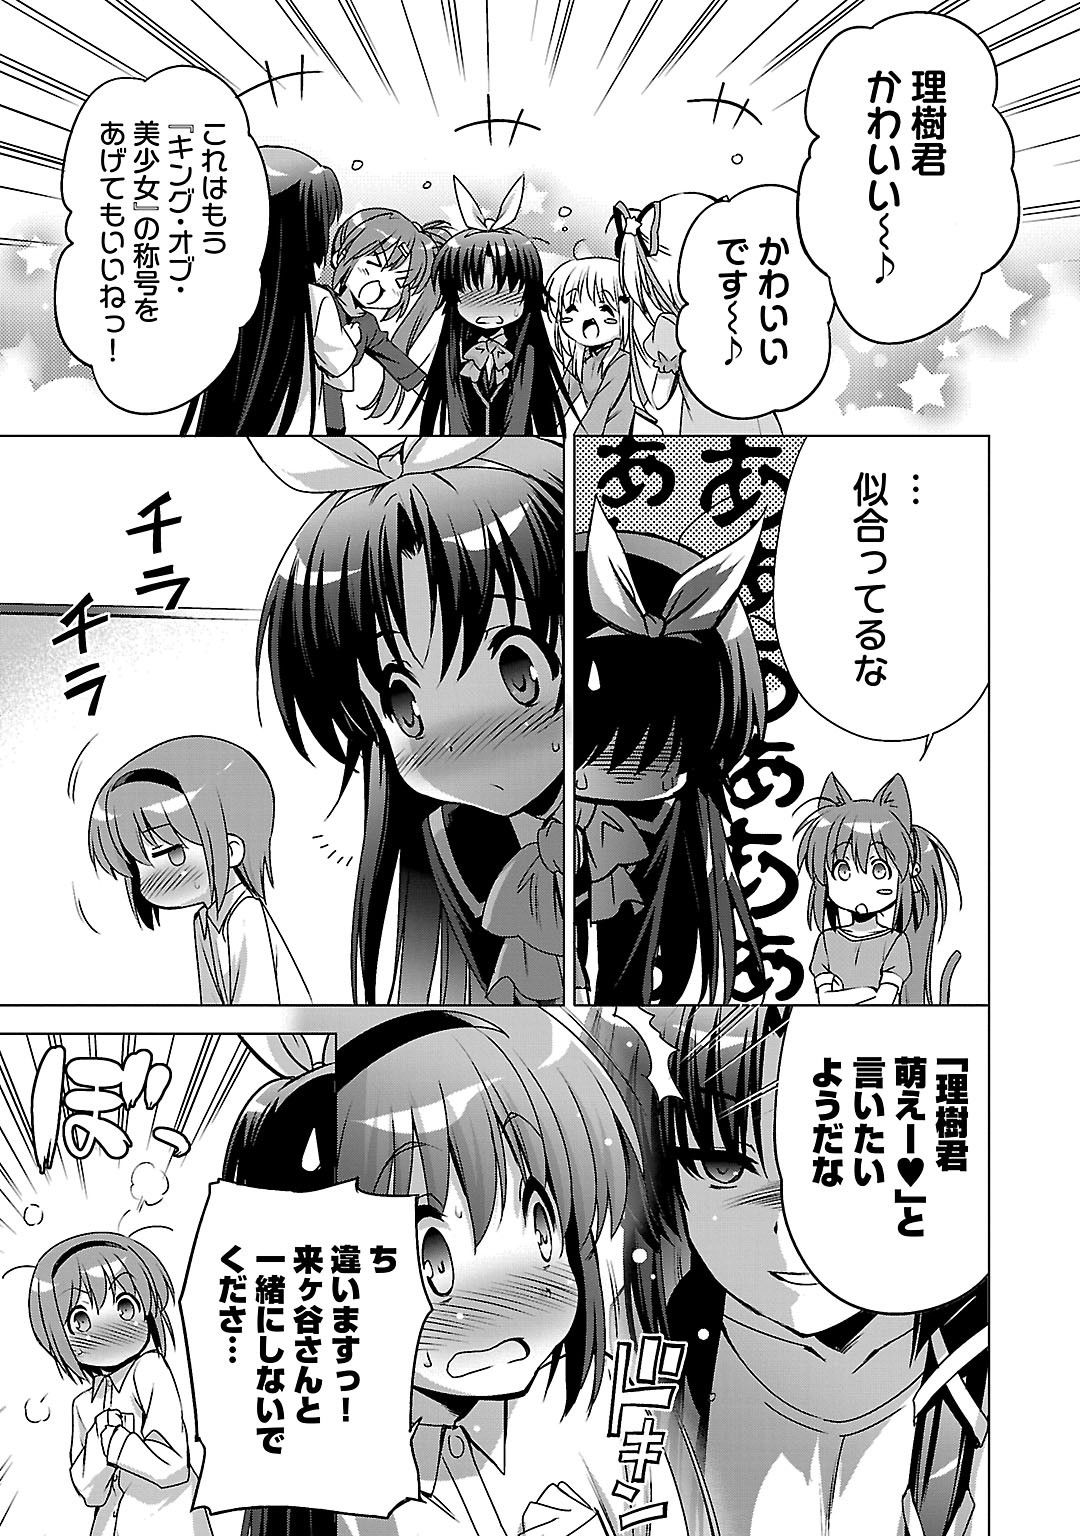 理樹君
かわいい〜♪
かわいい
です〜♪
これはもう
『キング・オブ・
美少女』の称号を
あげてもいいねっ！
…
似合ってるな
ああああああ
ああ
チラ
チラ
「理樹君
萌えー♥」と
言いたい
ようだな
ドキン
ち
違いますっ！
来ヶ谷さんと
一緒にしないで
くださ…
ぼっ